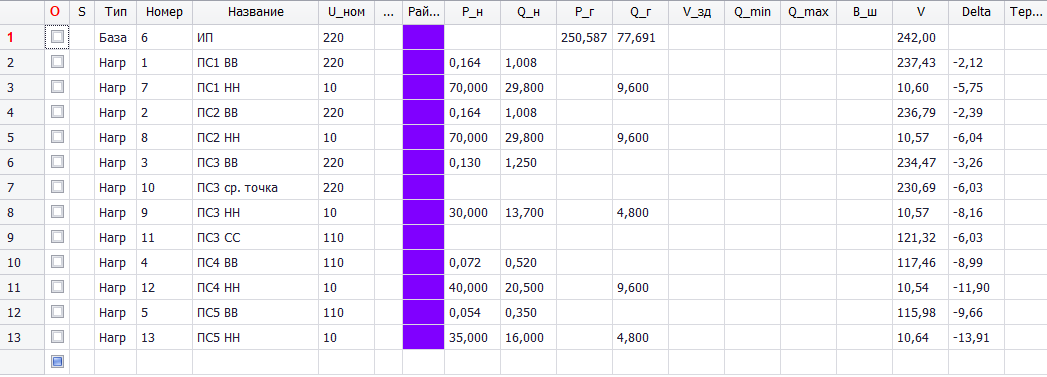 O S Тип Номер Название U_ном ... Рай... P_н Q_н P_г Q_г V_зд Q_min Q_max B_ш V Delta Тер...
1 База 6 ИП 220 250,587 77,691 242,00
2 Нагр 1 ПС1 ВВ 220 0,164 1,008 237,43 -2,12
3 Нагр 7 ПС1 НН 10 70,000 29,800 9,600 10,60 -5,75
4 Нагр 2 ПС2 ВВ 220 0,164 1,008 236,79 -2,39
5 Нагр 8 ПС2 НН 10 70,000 29,800 9,600 10,57 -6,04
6 Нагр 3 ПС3 ВВ 220 0,130 1,250 234,47 -3,26
7 Нагр 10 ПС3 ср. точка 220 230,69 -6,03
8 Нагр 9 ПС3 НН 10 30,000 13,700 4,800 10,57 -8,16
9 Нагр 11 ПС3 СС 110 121,32 -6,03
10 Нагр 4 ПС4 ВВ 110 0,072 0,520 117,46 -8,99
11 Нагр 12 ПС4 НН 10 40,000 20,500 9,600 10,54 -11,90
12 Нагр 5 ПС5 ВВ 110 0,054 0,350 115,98 -9,66
13 Нагр 13 ПС5 НН 10 35,000 16,000 4,800 10,64 -13,91